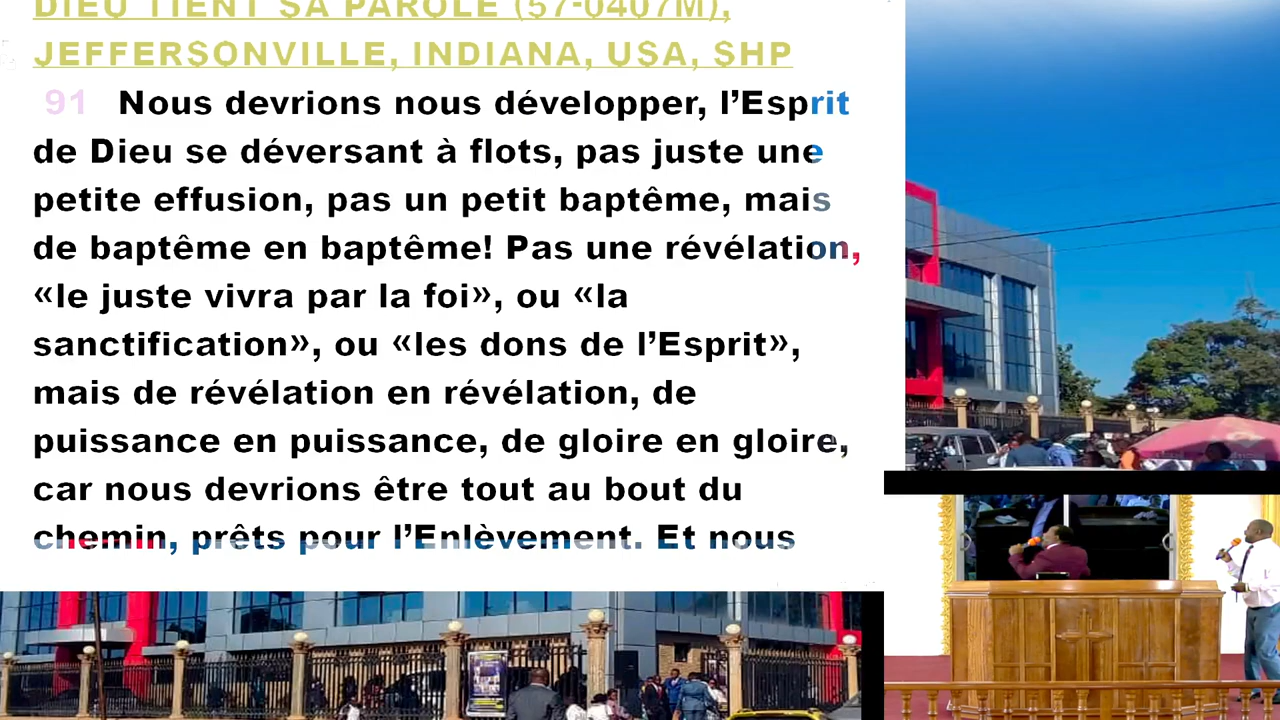 DIEU TIENT SA PAROLE (57-0407M),
JEFFERSONVILLE, INDIANA, USA, SHP
91 Nous devrions nous développer, l’Esprit
de Dieu se déversant à flots, pas juste une
petite effusion, pas un petit baptême, mais
de baptême en baptême! Pas une révélation,
«le juste vivra par la foi», ou «la
sanctification», ou «les dons de l’Esprit»,
mais de révélation en révélation, de
puissance en puissance, de gloire en gloire,
car nous devrions être tout au bout du
chemin, prêts pour l’Enlèvement. Et nous